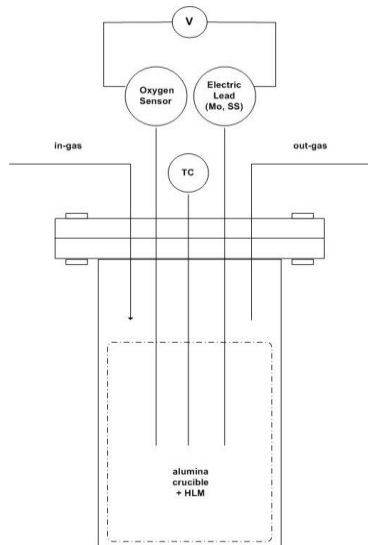 V
Oxygen
Sensor
Electric
Lead
(Mo, SS)
in-gas
out-gas
TC
alumina
crucible
+ HLM